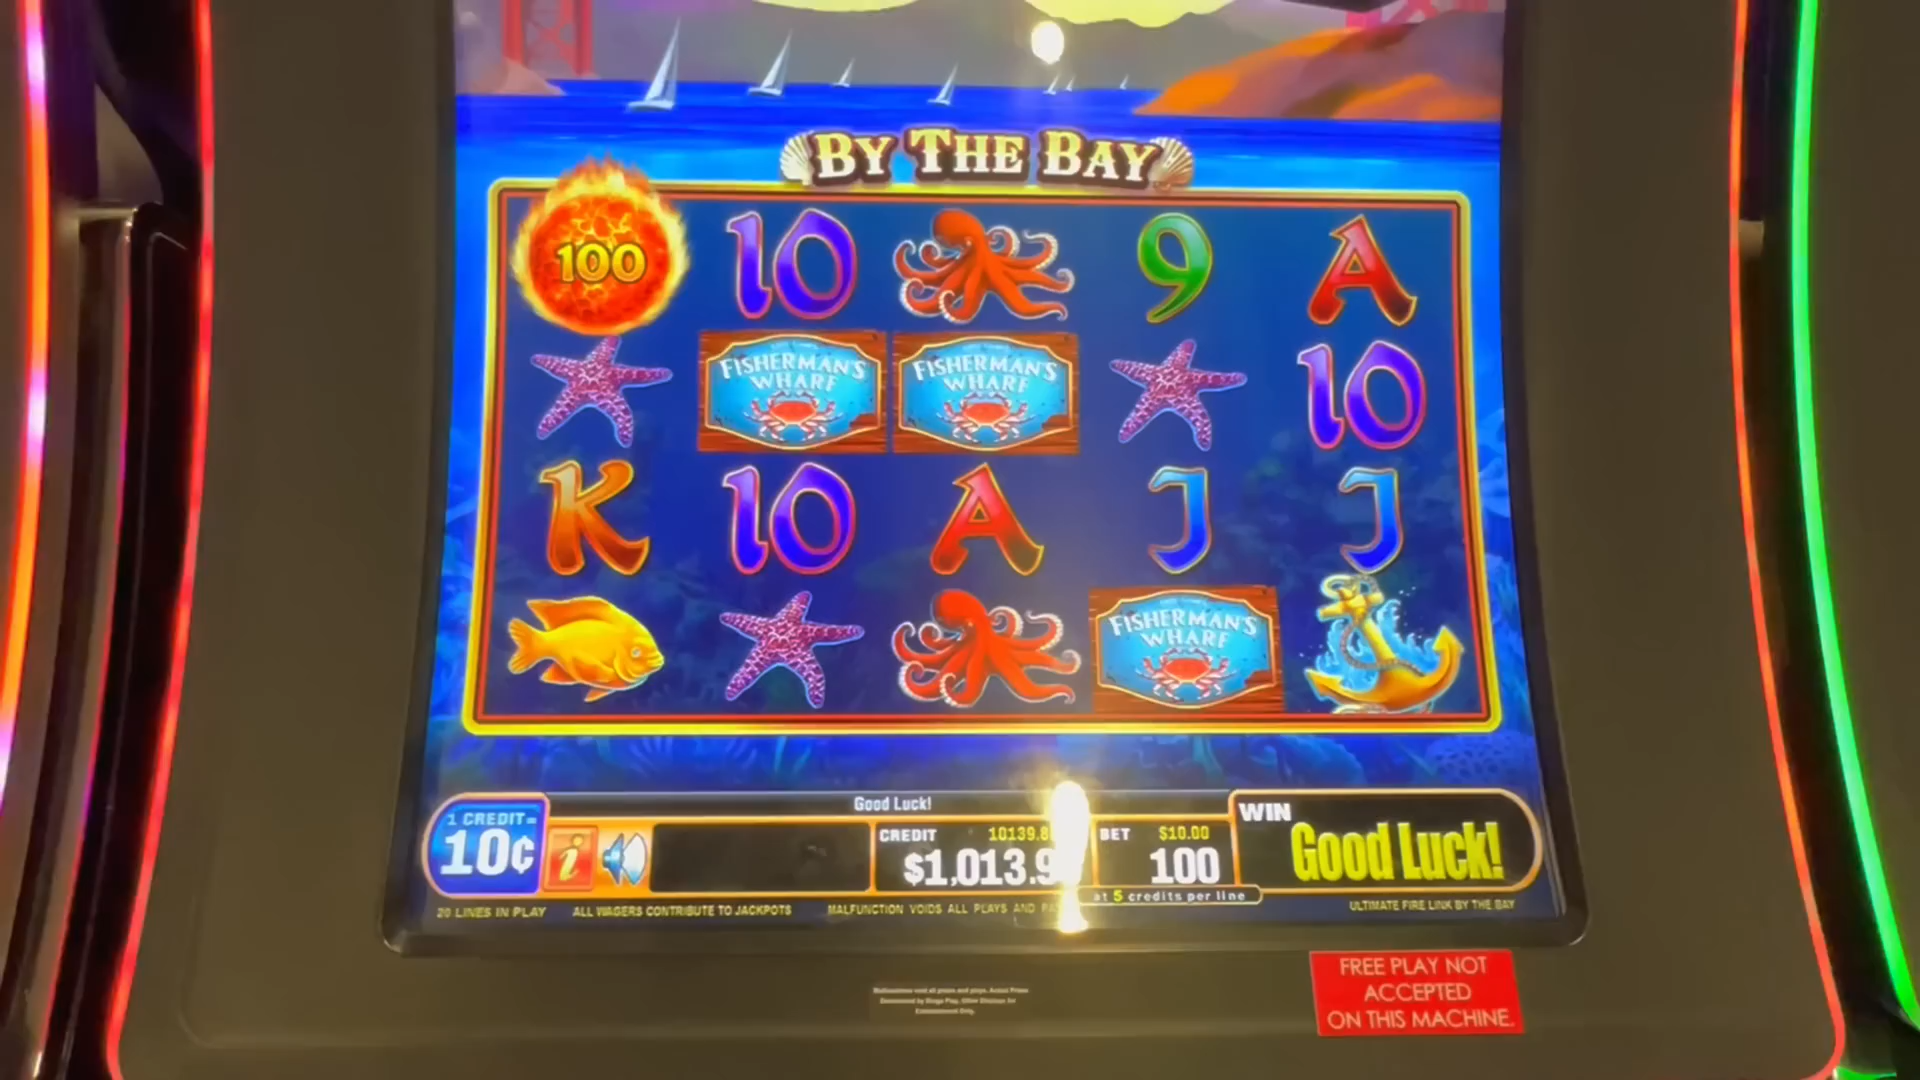 BY THE BAY
100
10
9
A
FISHERMAN'S
WHARF
FISHERMAN'S
WHARF
10
K
10
A
J
J
FISHERMAN'S
WHARF
Good Luck!
1 CREDIT=
10¢
i
CREDIT 10139.8
$1,013.9
BET $10.00
100
at 5 credits per line
WIN
Good Luck!
20 LINES IN PLAY
ALL WAGERS CONTRIBUTE TO JACKPOTS
MALFUNCTION VOIDS ALL PLAYS AND
ULTIMATE FIRE LINK BY THE BAY
FREE PLAY NOT
ACCEPTED
ON THIS MACHINE.